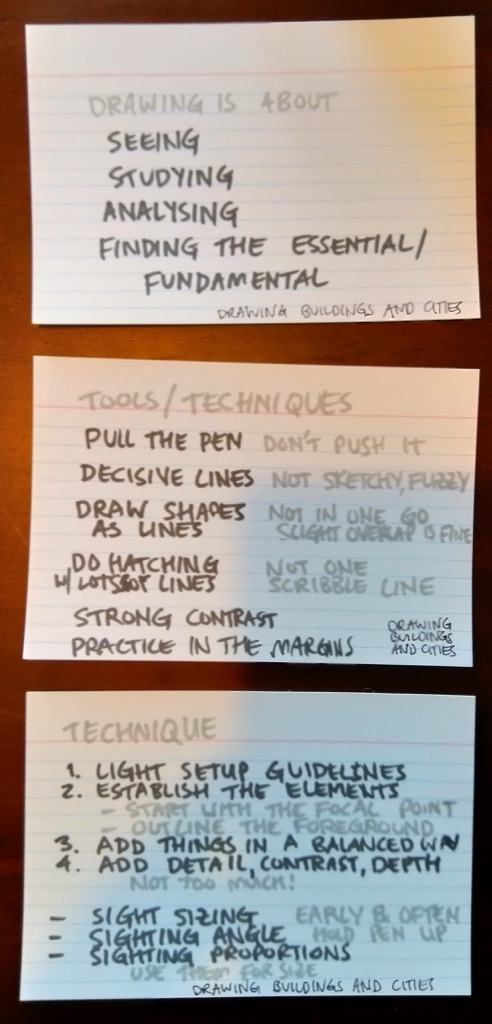 DRAWING IS ABOUT
SEEING
STUDYING
ANALYSING
FINDING THE ESSENTIAL/
FUNDAMENTAL
DRAWING BUILDINGS AND CITIES
TOOLS/TECHNIQUES
PULL THE PEN DON'T PUSH IT
DECISIVE LINES NOT SKETCHY, FUZZY
DRAW SHAPES NOT IN ONE GO
AS LINES SLIGHT OVERLAP IS FINE
DO HATCHING NOT ONE
W/ LOTS OF LINES SCRIBBLE LINE
STRONG CONTRAST
PRACTICE IN THE MARGINS
DRAWING
BUILDINGS
AND CITIES
TECHNIQUE
1. LIGHT SETUP GUIDELINES
2. ESTABLISH THE ELEMENTS
- START WITH THE FOCAL POINT
- OUTLINE THE FOREGROUND
3. ADD THINGS IN A BALANCED WAY
4. ADD DETAIL, CONTRAST, DEPTH
NOT TOO MUCH!
- SIGHT SIZING EARLY & OFTEN
- SIGHTING ANGLE HOLD PEN UP
- SIGHTING PROPORTIONS
USE THEM FOR SIZE
DRAWING BUILDINGS AND CITIES